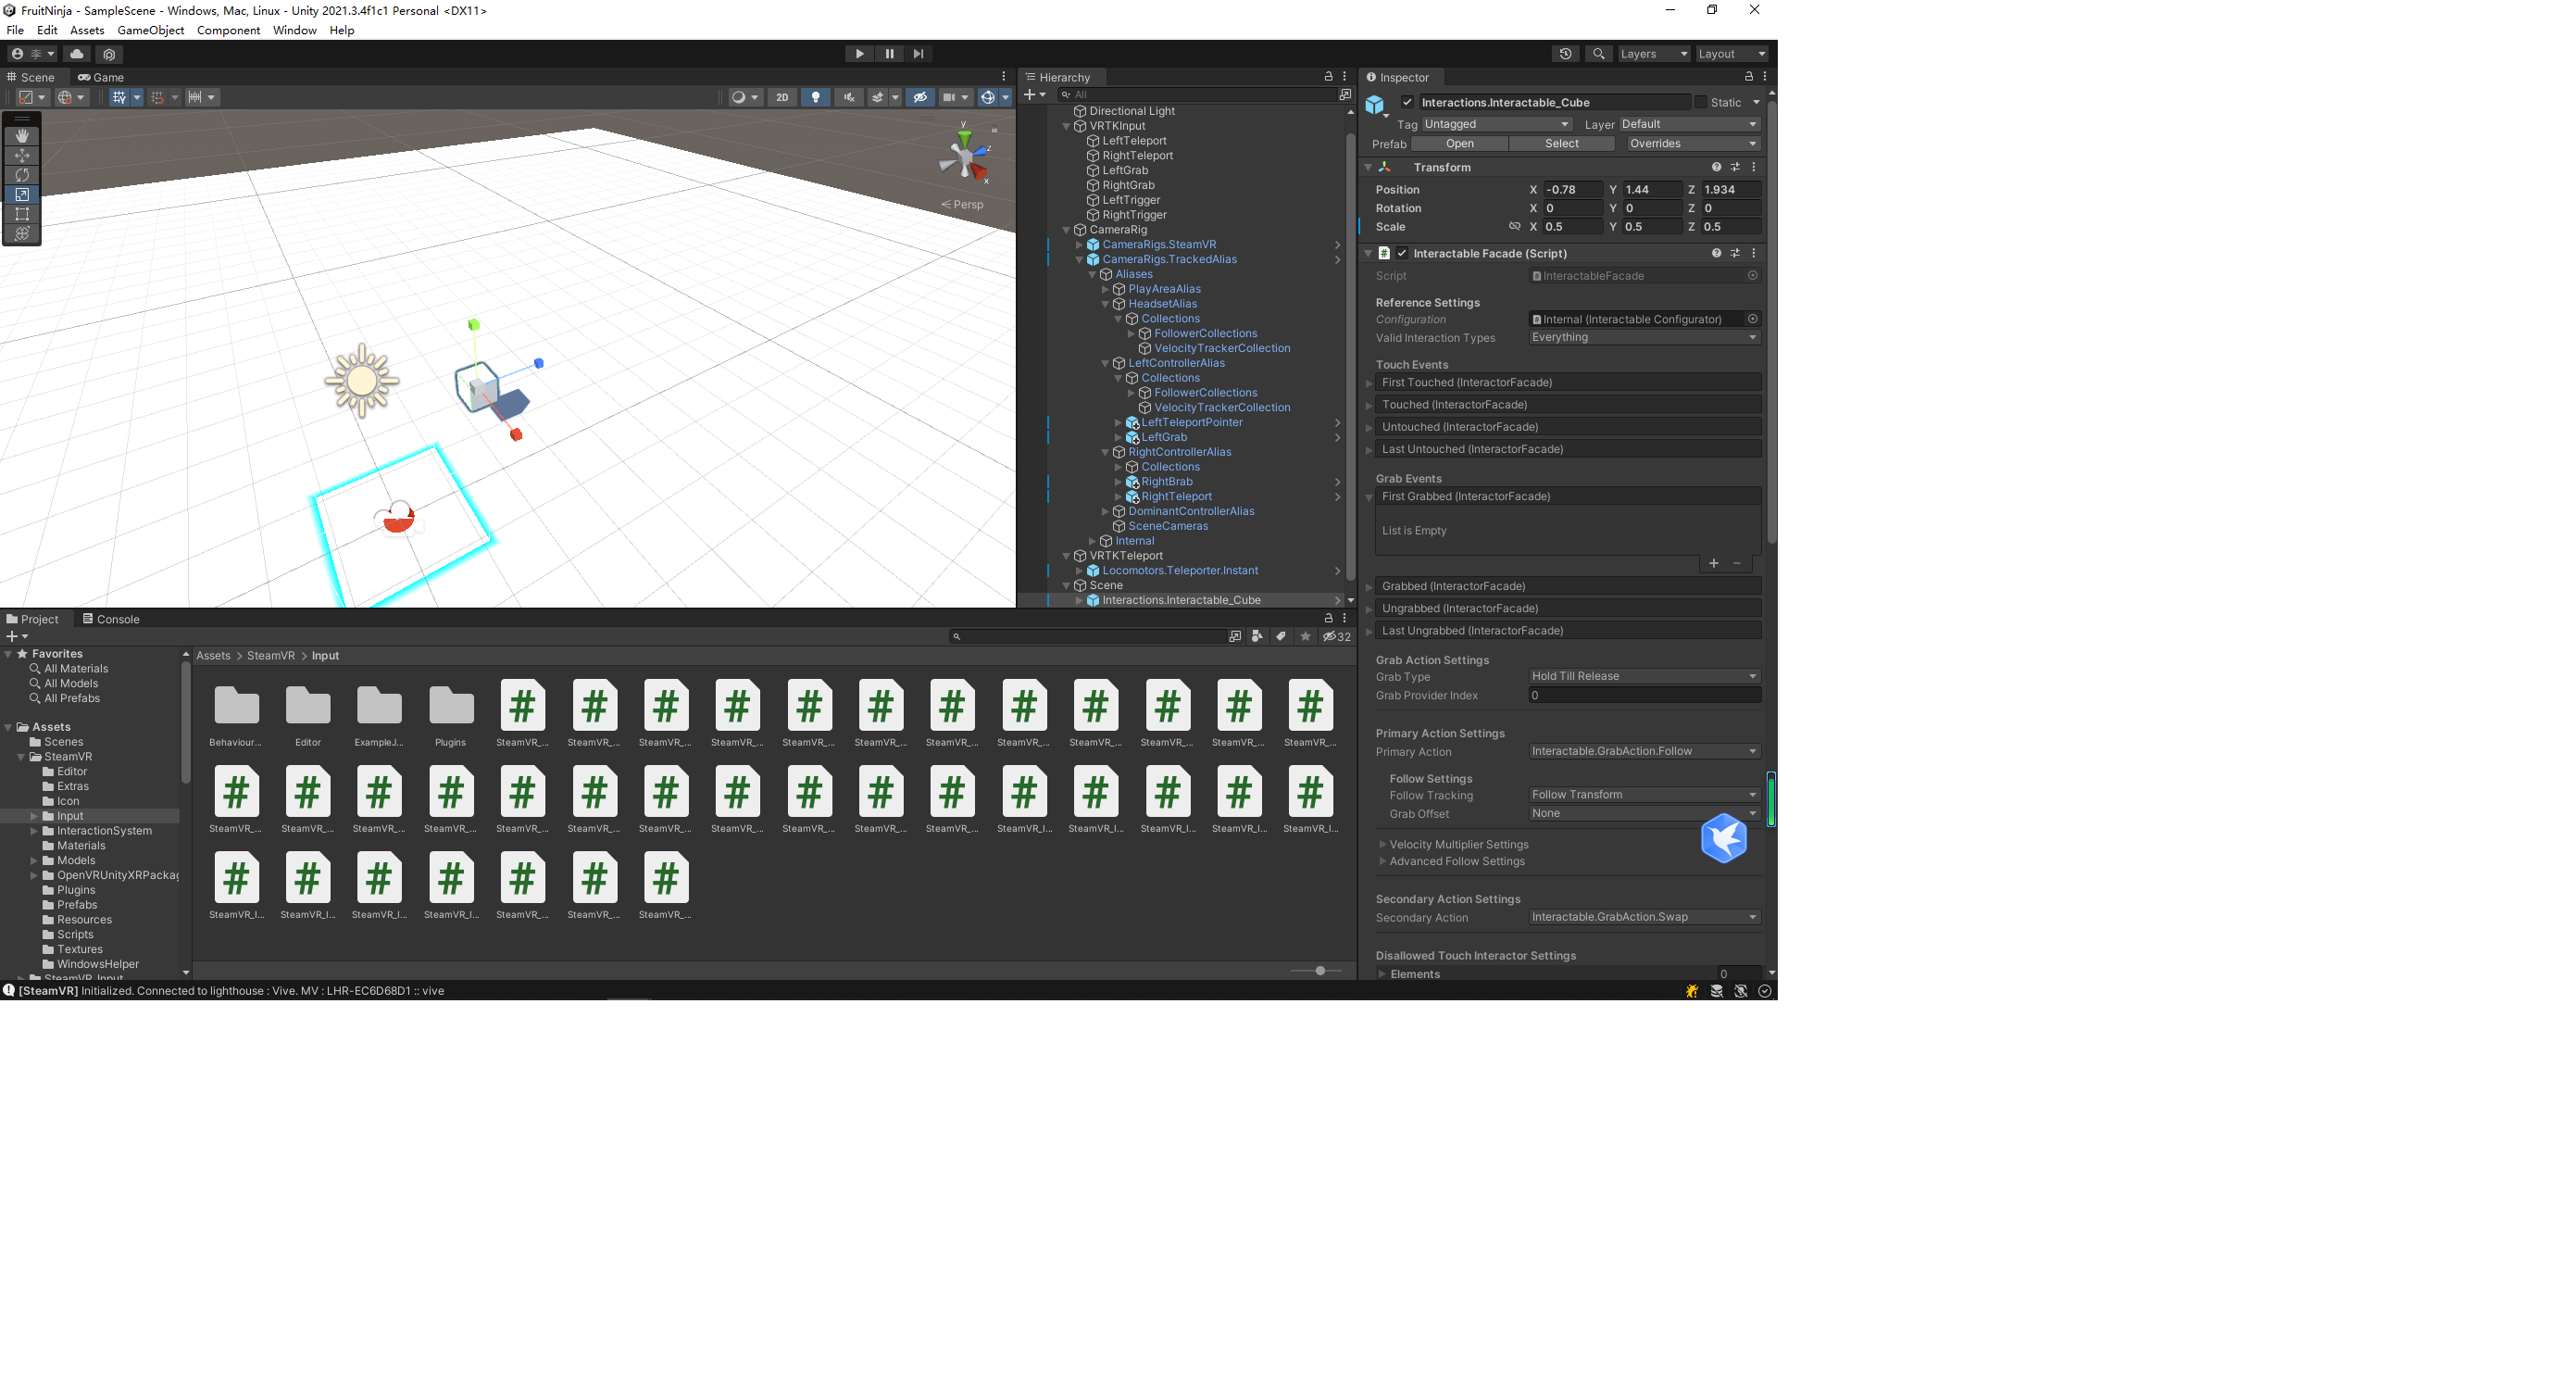 FruitNinja - SampleScene - Windows, Mac, Linux - Unity 2021.3.4f1c1 Personal <DX11>
File Edit Assets GameObject Component Window Help
李
Layers
Layout
Scene
Game
2D
y
z
x
Persp
Hierarchy
All
Directional Light
VRTKInput
LeftTeleport
RightTeleport
LeftGrab
RightGrab
LeftTrigger
RightTrigger
CameraRig
CameraRigs.SteamVR
CameraRigs.TrackedAlias
Aliases
PlayAreaAlias
HeadsetAlias
Collections
FollowerCollections
VelocityTrackerCollection
LeftControllerAlias
Collections
FollowerCollections
VelocityTrackerCollection
LeftTeleportPointer
LeftGrab
RightControllerAlias
Collections
RightBrab
RightTeleport
DominantControllerAlias
SceneCameras
Internal
VRTKTeleport
Locomotors.Teleporter.Instant
Scene
Interactions.Interactable_Cube
Inspector
Interactions.Interactable_Cube
Static
Tag Untagged Layer Default
Prefab Open Select Overrides
Transform
Position X -0.78 Y 1.44 Z 1.934
Rotation X 0 Y 0 Z 0
Scale X 0.5 Y 0.5 Z 0.5
Interactable Facade (Script)
Script InteractableFacade
Reference Settings
Configuration Internal (Interactable Configurator)
Valid Interaction Types Everything
Touch Events
First Touched (InteractorFacade)
Touched (InteractorFacade)
Untouched (InteractorFacade)
Last Untouched (InteractorFacade)
Grab Events
First Grabbed (InteractorFacade)
List is Empty
Grabbed (InteractorFacade)
Ungrabbed (InteractorFacade)
Last Ungrabbed (InteractorFacade)
Grab Action Settings
Grab Type Hold Till Release
Grab Provider Index 0
Primary Action Settings
Primary Action Interactable.GrabAction.Follow
Follow Settings
Follow Tracking Follow Transform
Grab Offset None
Velocity Multiplier Settings
Advanced Follow Settings
Secondary Action Settings
Secondary Action Interactable.GrabAction.Swap
Disallowed Touch Interactor Settings
Elements 0
Project
Console
32
Favorites
All Materials
All Models
All Prefabs
Assets
Scenes
SteamVR
Editor
Extras
Icon
Input
InteractionSystem
Materials
Models
OpenVRUnityXRPackag
Plugins
Prefabs
Resources
Scripts
Textures
WindowsHelper
SteamVR_Input
Assets > SteamVR > Input
Behaviour... Editor ExampleJ... Plugins SteamVR_... SteamVR_... SteamVR_... SteamVR_... SteamVR_... SteamVR_... SteamVR_... SteamVR_... SteamVR_... SteamVR_... SteamVR_... SteamVR_...
SteamVR_... SteamVR_... SteamVR_... SteamVR_... SteamVR_... SteamVR_... SteamVR_... SteamVR_... SteamVR_... SteamVR_... SteamVR_... SteamVR_I... SteamVR_I... SteamVR_I... SteamVR_I... SteamVR_I...
SteamVR_I... SteamVR_I... SteamVR_I... SteamVR_I... SteamVR_... SteamVR_... SteamVR_...
[SteamVR] Initialized. Connected to lighthouse : Vive. MV : LHR-EC6D68D1 :: vive